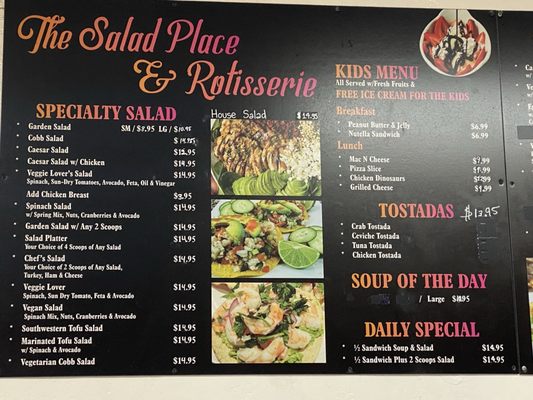 The Salad Place
& Rotisserie
SPECIALTY SALAD
Garden Salad SM / $7.95 LG / $10.95
Cobb Salad $14.95
Caesar Salad $12.95
Caesar Salad w/ Chicken $14.95
Veggie Lover's Salad $14.95
Spinach, Sun-Dry Tomatoes, Avocado, Feta, Oil & Vinegar
Add Chicken Breast $3.95
Spinach Salad $14.95
w/ Spring Mix, Nuts, Cranberries & Avocado
Garden Salad w/ Any 2 Scoops $14.95
Salad Platter $14.95
Your Choice of 4 Scoops of Any Salad
Chef's Salad $14.95
Your Choice of 2 Scoops of Any Salad,
Turkey, Ham & Cheese
Veggie Lover $14.95
Spinach, Sun Dry Tomato, Feta & Avocado
Vegan Salad $14.95
Spinach Mix, Nuts, Cranberries & Avocado
Southwestern Tofu Salad $14.95
Marinated Tofu Salad $14.95
w/ Spinach & Avocado
Vegetarian Cobb Salad $14.95
House Salad $14.95
KIDS MENU
All Served w/Fresh Fruits &
FREE ICE CREAM FOR THE KIDS
Breakfast
Peanut Butter & Jelly $6.99
Nutella Sandwich $6.99
Lunch
Mac N Cheese $7.99
Pizza Slice $7.99
Chicken Dinosaurs $7.99
Grilled Cheese
TOSTADAS $13.95
Crab Tostada
Ceviche Tostada
Tuna Tostada
Chicken Tostada
SOUP OF THE DAY
/ Large
DAILY SPECIAL
½ Sandwich Soup & Salad $14.95
½ Sandwich Plus 2 Scoops Salad $14.95